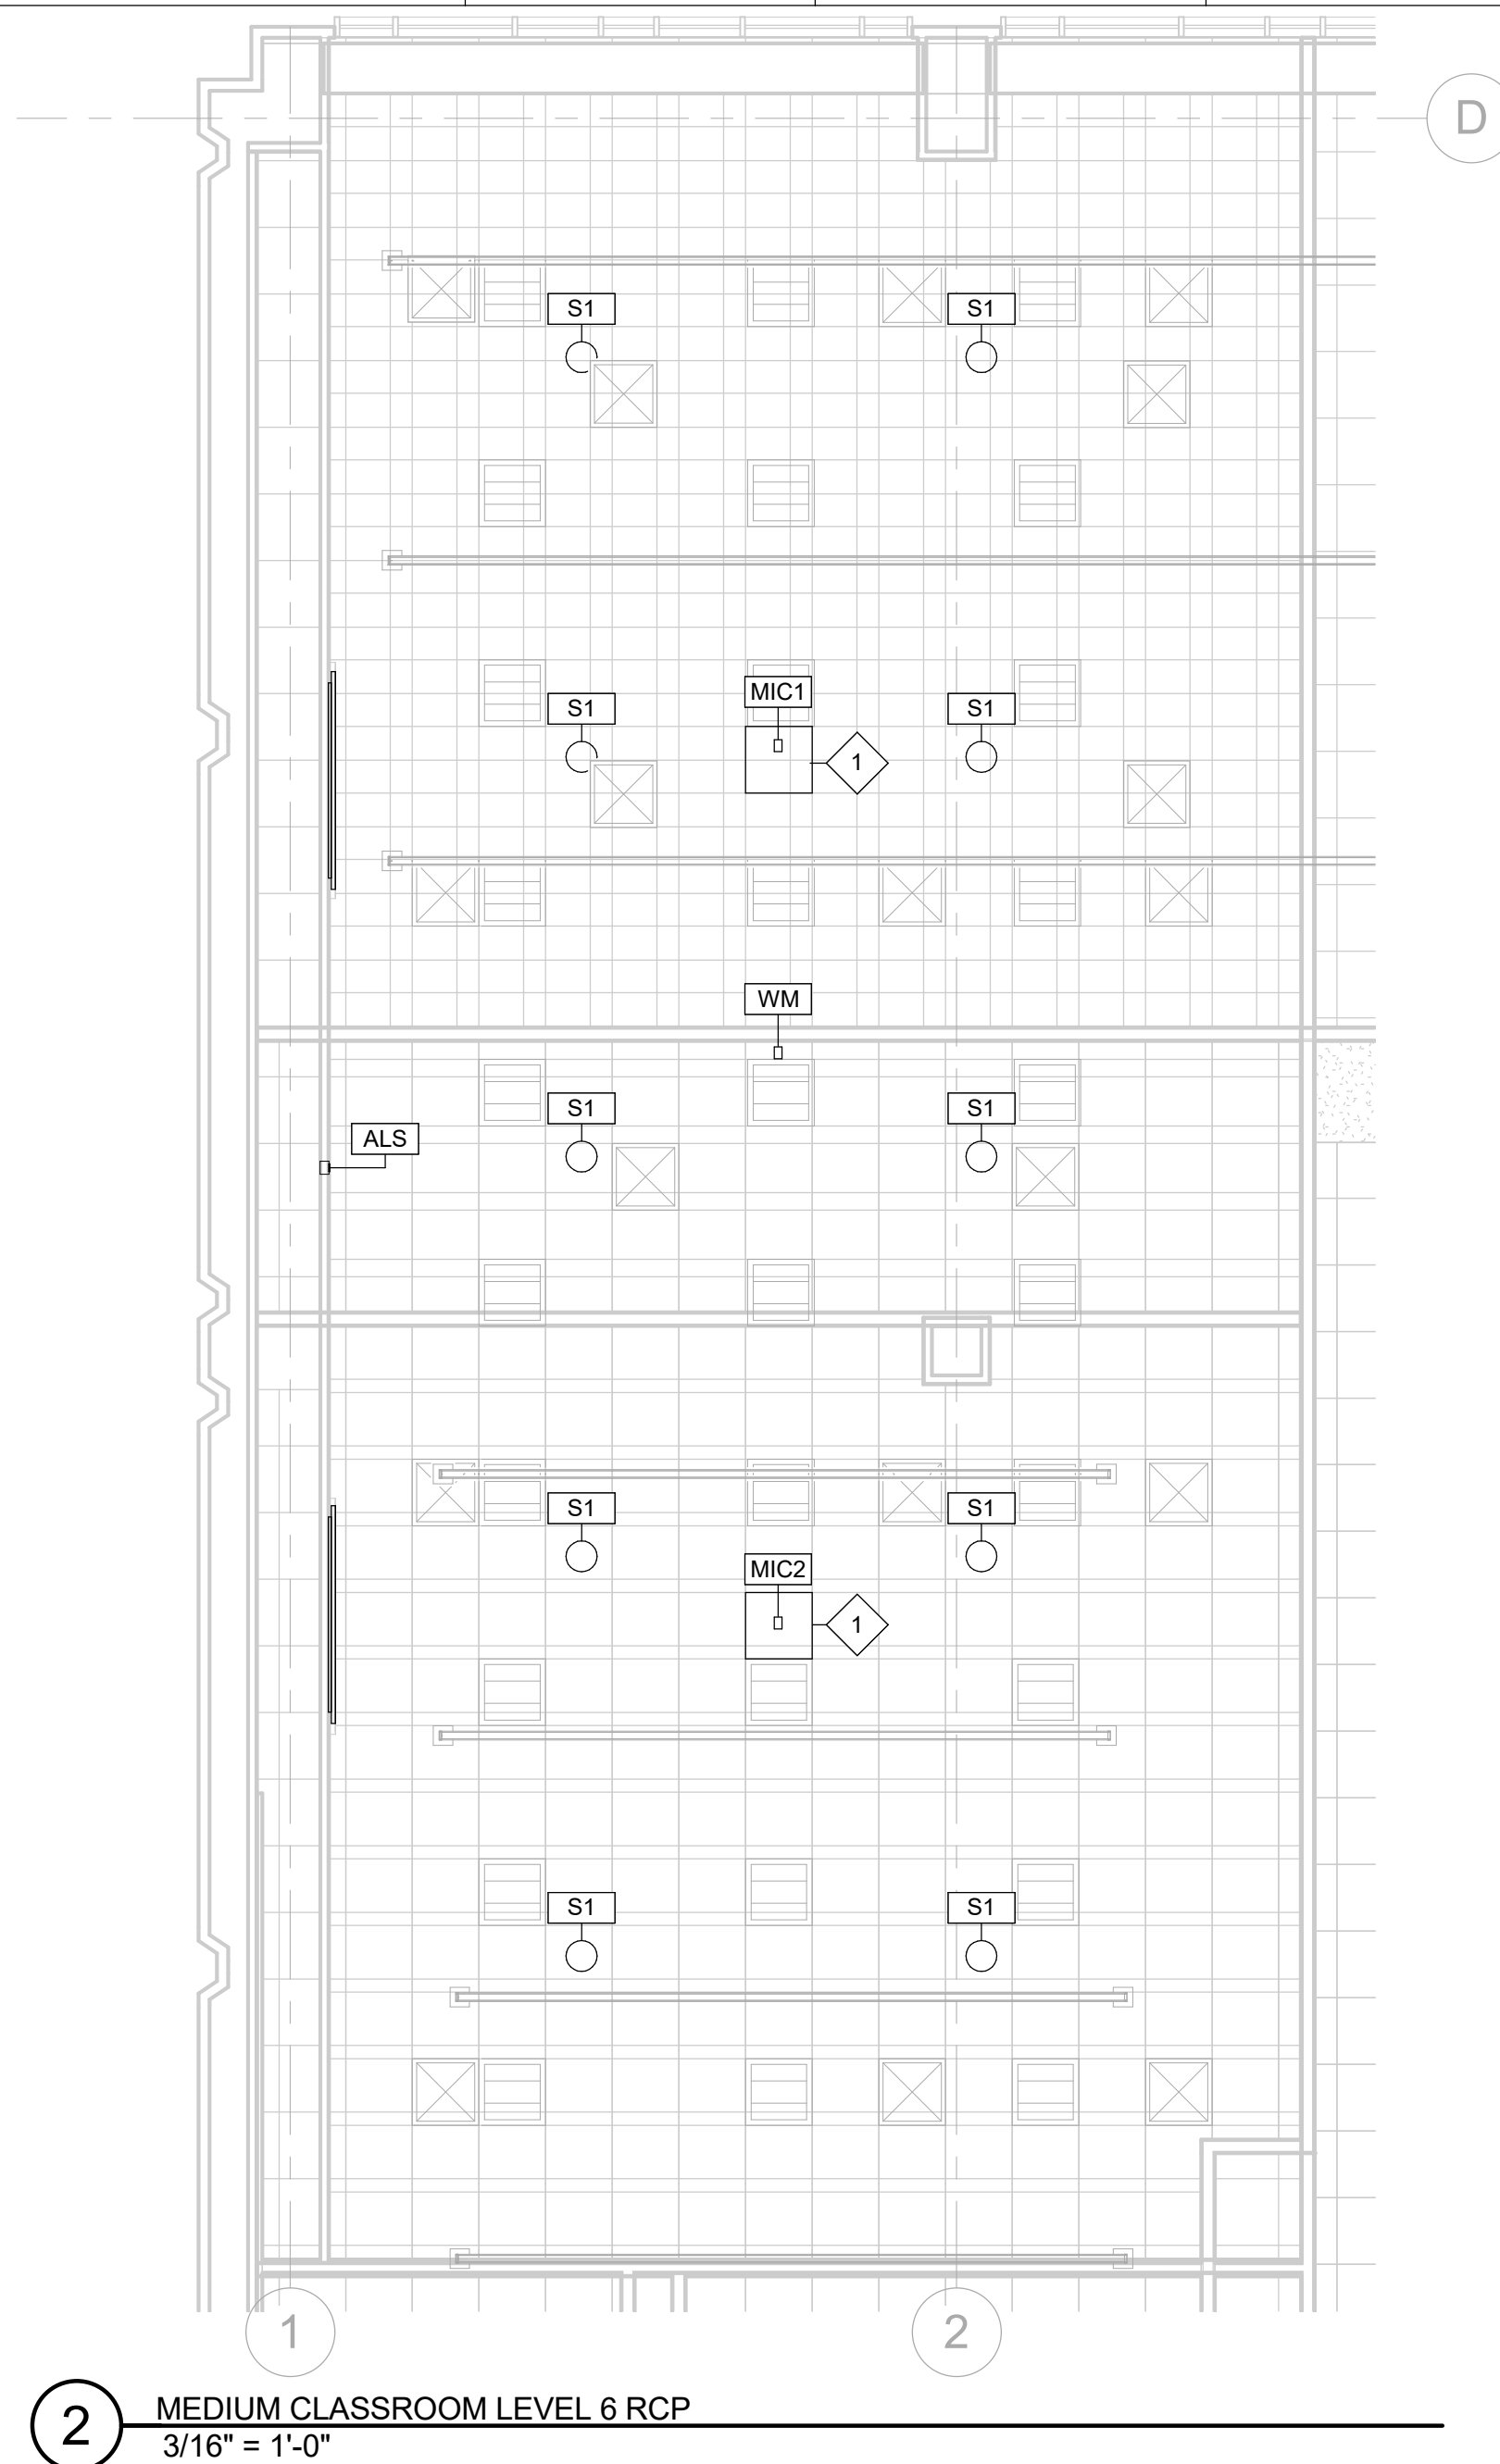 D
S1
S1
S1
MIC1
S1
1
WM
S1
S1
ALS
S1
S1
MIC2
1
S1
S1
1
2
2
MEDIUM CLASSROOM LEVEL 6 RCP
3/16" = 1'-0"